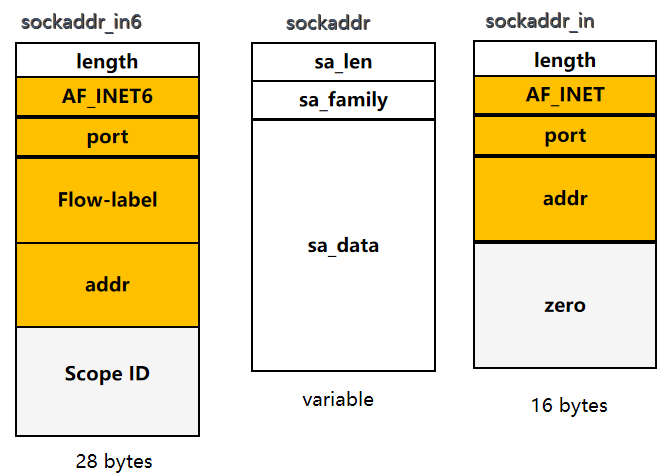 sockaddr_in6
length
AF_INET6
port
Flow-label
addr
Scope ID
28 bytes
sockaddr
sa_len
sa_family
sa_data
variable
sockaddr_in
length
AF_INET
port
addr
zero
16 bytes